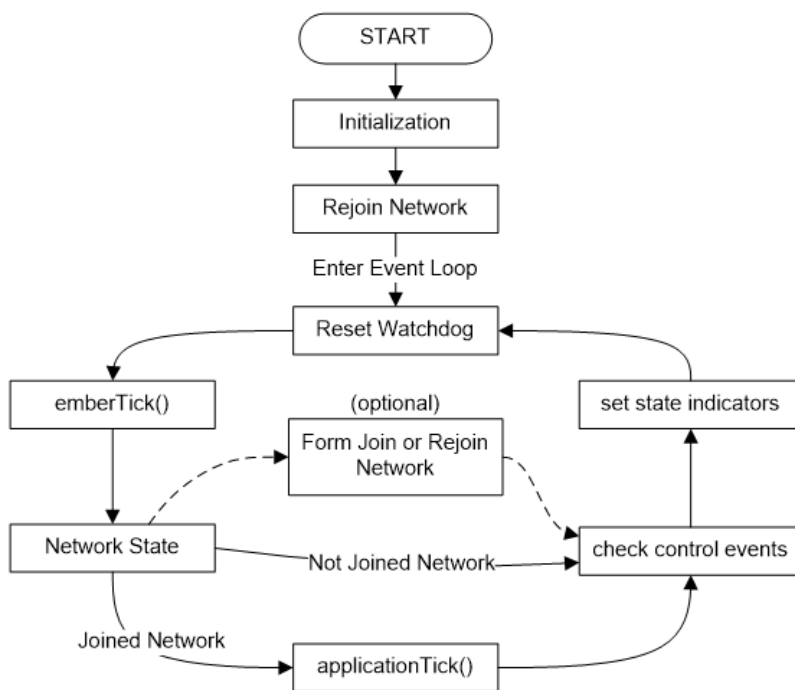 START
Initialization
Rejoin Network
Enter Event Loop
Reset Watchdog
emberTick()
(optional)
set state indicators
Form Join or Rejoin
Network
Network State
Not Joined Network
check control events
Joined Network
applicationTick()